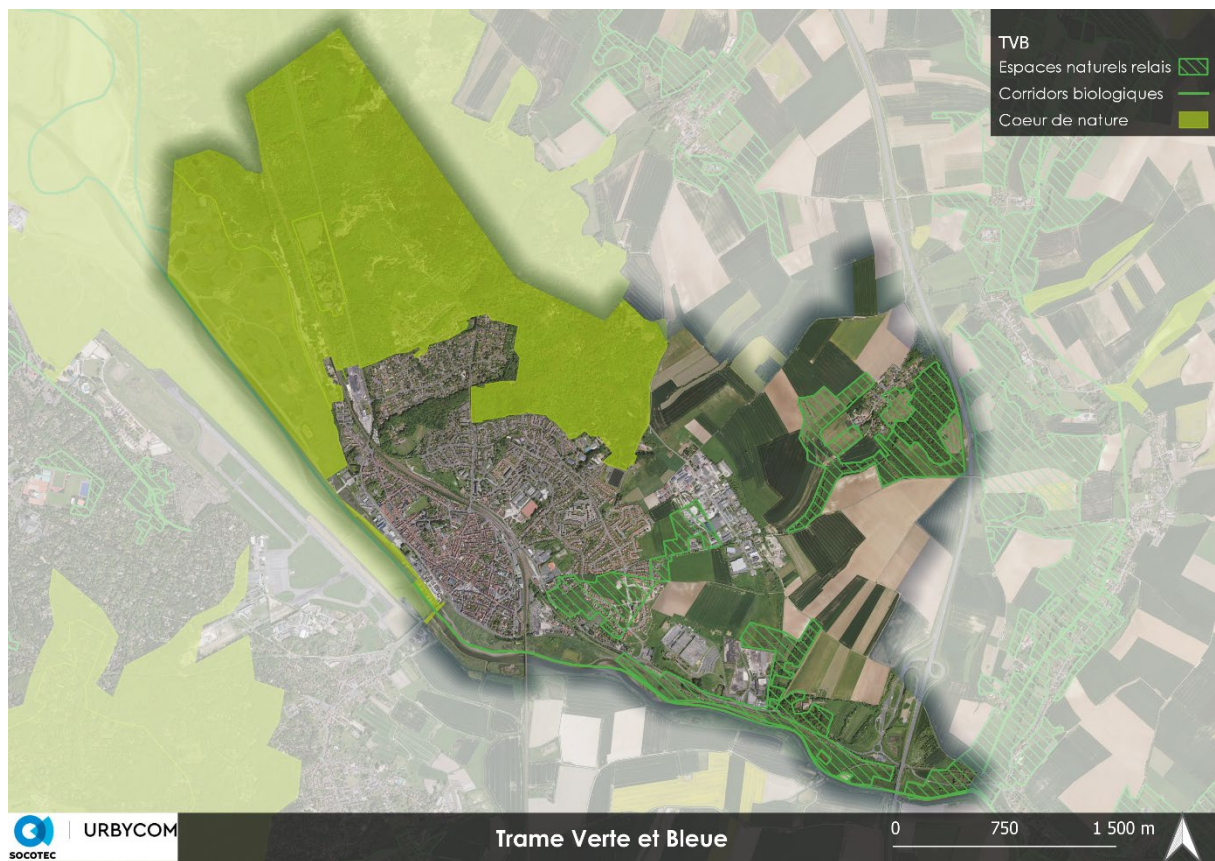 TVB
Espaces naturels relais
Corridors biologiques
Coeur de nature
SOCOTEC
URBYCOM
Trame Verte et Bleue
0 750 1 500 m